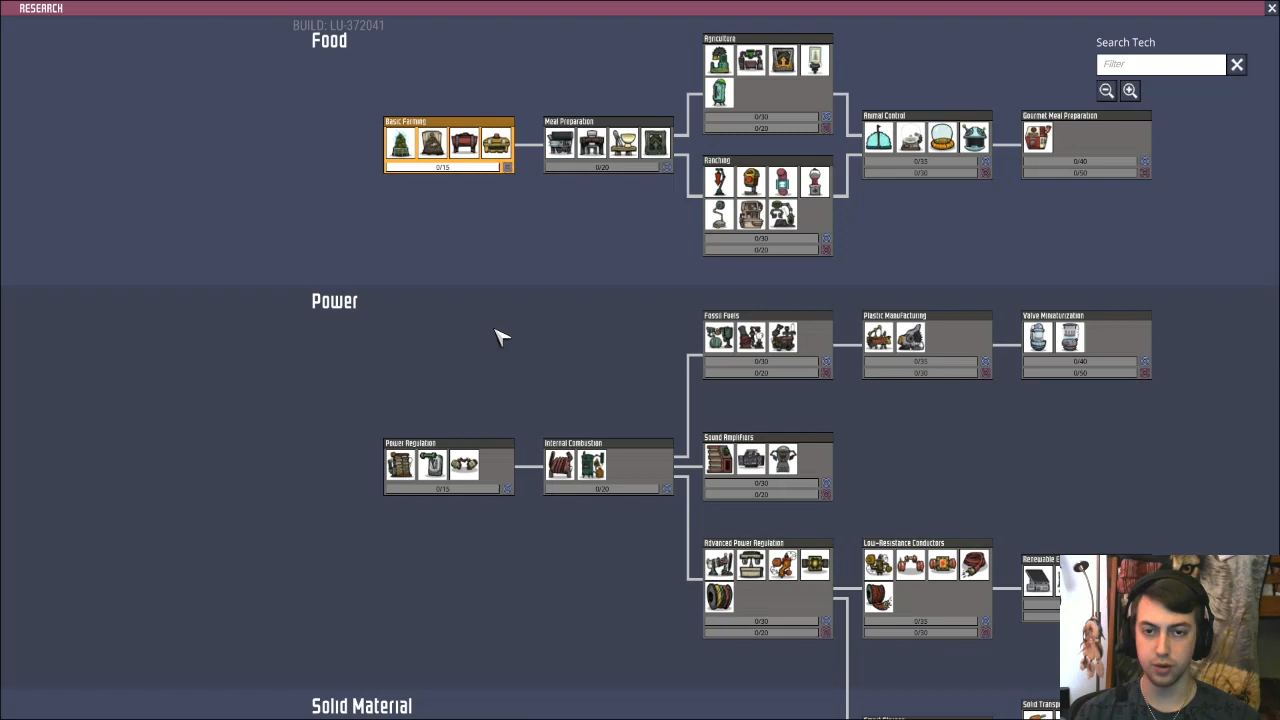 RESEARCH
BUILD: LU-372041
Food
Search Tech
Filter
Agriculture
0/30
0/20
Basic Farming
0/15
Meal Preparation
0/20
Animal Control
0/35
0/30
Gourmet Meal Preparation
0/40
0/50
Ranching
0/30
0/20
Power
Fossil Fuels
0/30
0/20
Plastic Manufacturing
0/35
0/30
Valve Miniaturization
0/40
0/50
Power Regulation
0/15
Internal Combustion
0/20
Sound Amplifiers
0/30
0/20
Advanced Power Regulation
0/30
0/20
Low-Resistance Conductors
0/35
0/30
Renewable E
Solid Material
Solid Transp